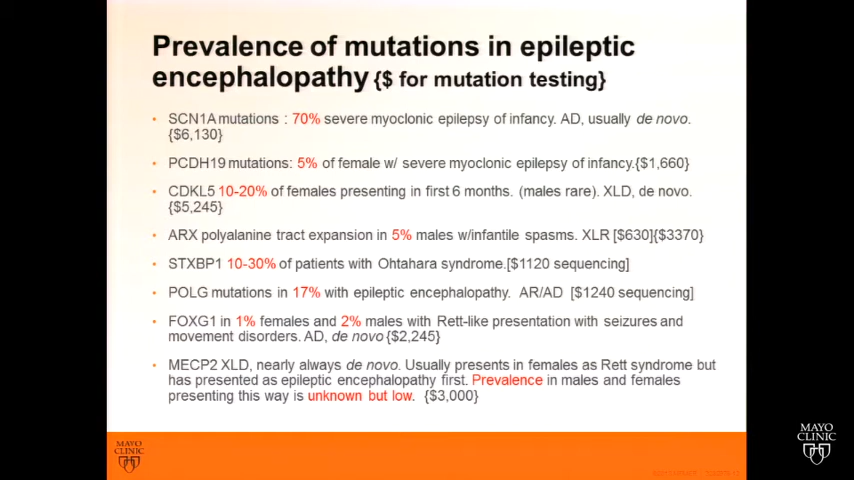 Prevalence of mutations in epileptic
encephalopathy {$ for mutation testing}
• SCN1A mutations : 70% severe myoclonic epilepsy of infancy. AD, usually de novo.
{$6,130}
• PCDH19 mutations: 5% of female w/ severe myoclonic epilepsy of infancy.{$1,660}
• CDKL5 10-20% of females presenting in first 6 months. (males rare). XLD, de novo.
{$5,245}
• ARX polyalanine tract expansion in 5% males w/infantile spasms. XLR [$630]{$3370}
• STXBP1 10-30% of patients with Ohtahara syndrome.[$1120 sequencing]
• POLG mutations in 17% with epileptic encephalopathy. AR/AD [$1240 sequencing]
• FOXG1 in 1% females and 2% males with Rett-like presentation with seizures and
movement disorders. AD, de novo {$2,245}
• MECP2 XLD, nearly always de novo. Usually presents in females as Rett syndrome but
has presented as epileptic encephalopathy first. Prevalence in males and females
presenting this way is unknown but low. {$3,000}
MAYO
CLINIC
MAYO
CLINIC